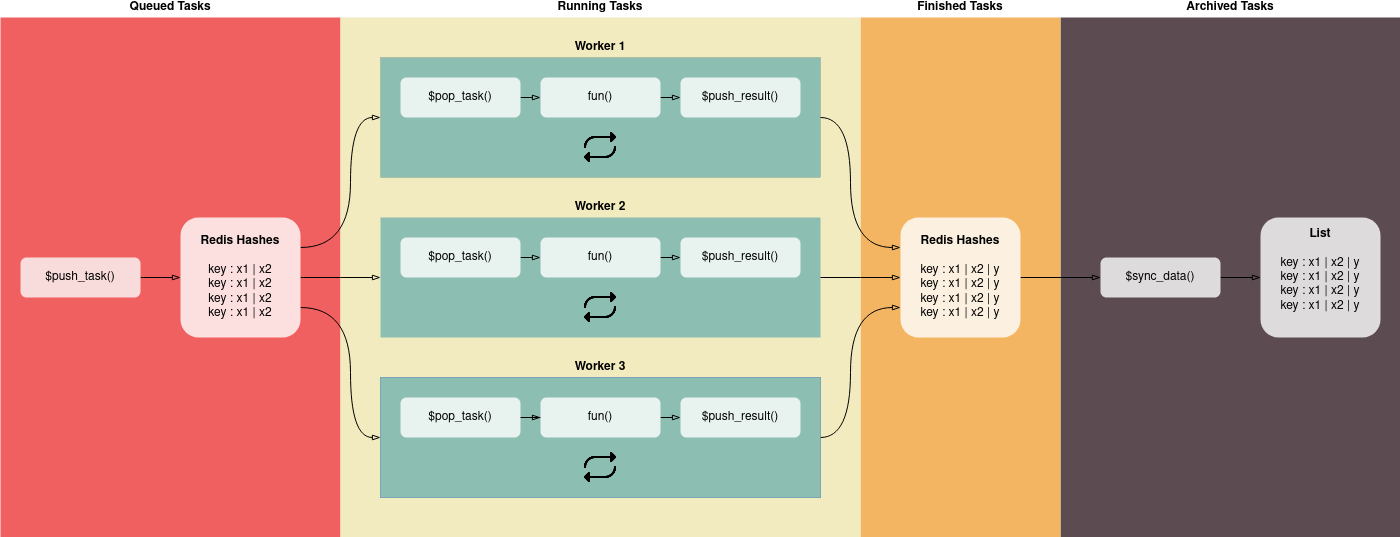 Queued Tasks
Running Tasks
Finished Tasks
Archived Tasks
Worker 1
$pop_task()
fun()
$push_result()
Worker 2
$pop_task()
fun()
$push_result()
Worker 3
$pop_task()
fun()
$push_result()
$push_task()
Redis Hashes
key : x1 | x2
key : x1 | x2
key : x1 | x2
key : x1 | x2
Redis Hashes
key : x1 | x2 | y
key : x1 | x2 | y
key : x1 | x2 | y
key : x1 | x2 | y
$sync_data()
List
key : x1 | x2 | y
key : x1 | x2 | y
key : x1 | x2 | y
key : x1 | x2 | y